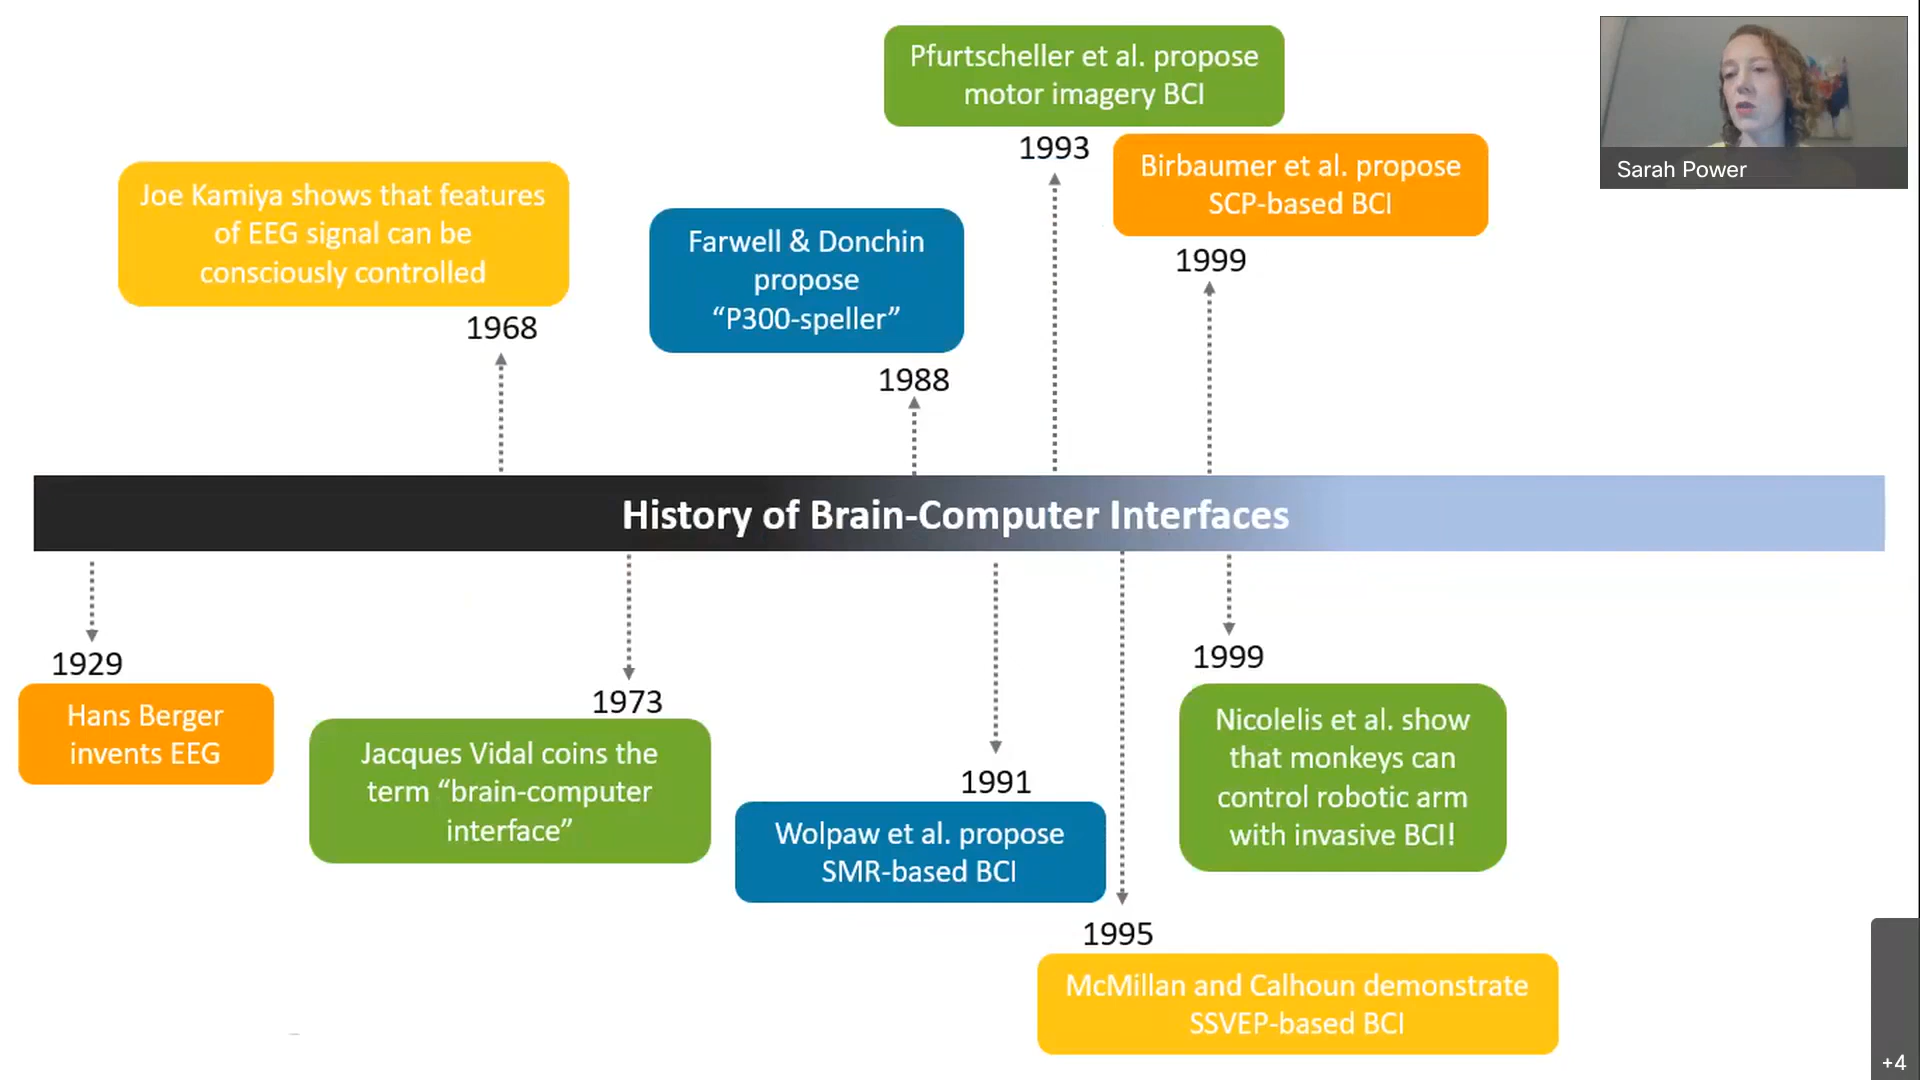 Pfurtscheller et al. propose
motor imagery BCI
1993
Sarah Power
Birbaumer et al. propose
SCP-based BCI
1999
Joe Kamiya shows that features
of EEG signal can be
consciously controlled
1968
Farwell & Donchin
propose
“P300-speller”
1988
History of Brain-Computer Interfaces
1929
Hans Berger
invents EEG
1973
Jacques Vidal coins the
term “brain-computer
interface”
1991
Wolpaw et al. propose
SMR-based BCI
1999
Nicolelis et al. show
that monkeys can
control robotic arm
with invasive BCI!
1995
McMillan and Calhoun demonstrate
SSVEP-based BCI
+4